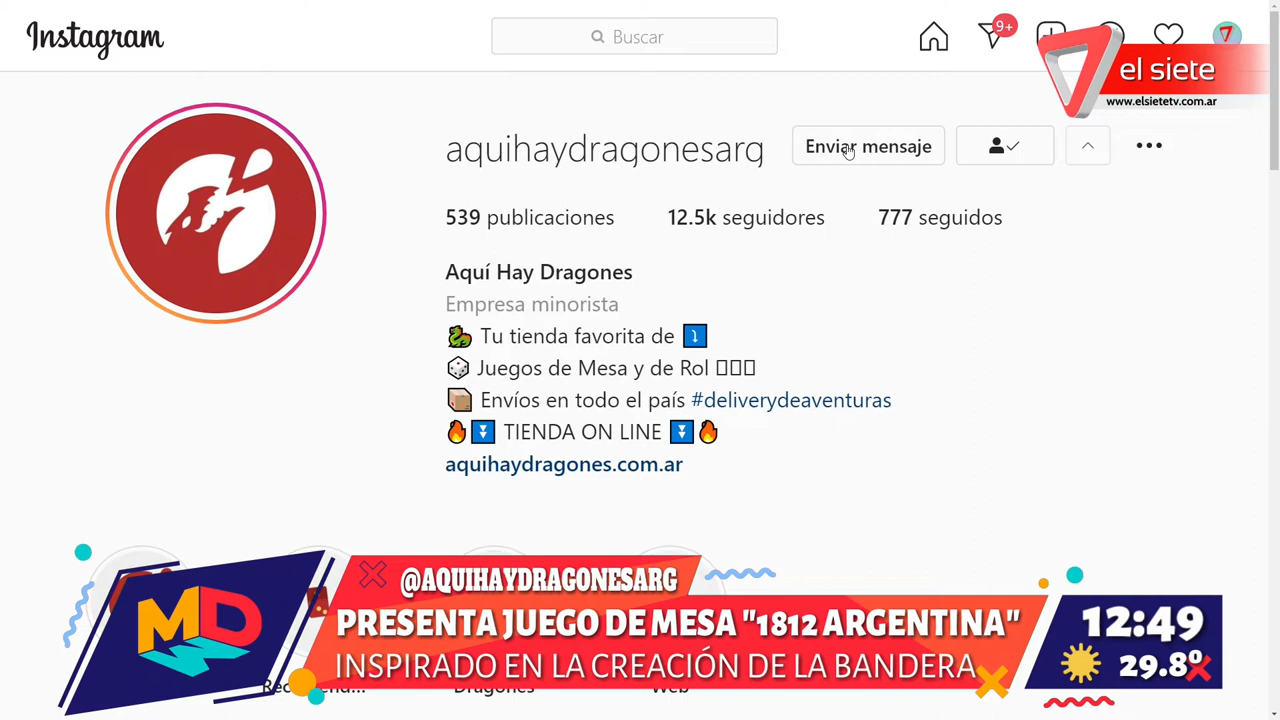 Instagram
Buscar
9+
el siete
www.elsietetv.com.ar
aquihaydragonesarg
Enviar mensaje
539 publicaciones
12.5k seguidores
777 seguidos
Aquí Hay Dragones
Empresa minorista
Tu tienda favorita de
Juegos de Mesa y de Rol
Envíos en todo el país #deliverydeaventuras
TIENDA ON LINE
aquihaydragones.com.ar
MD
@AQUIHAYDRAGONESARG
PRESENTA JUEGO DE MESA "1812 ARGENTINA"
INSPIRADO EN LA CREACIÓN DE LA BANDERA
12:49
29.8º